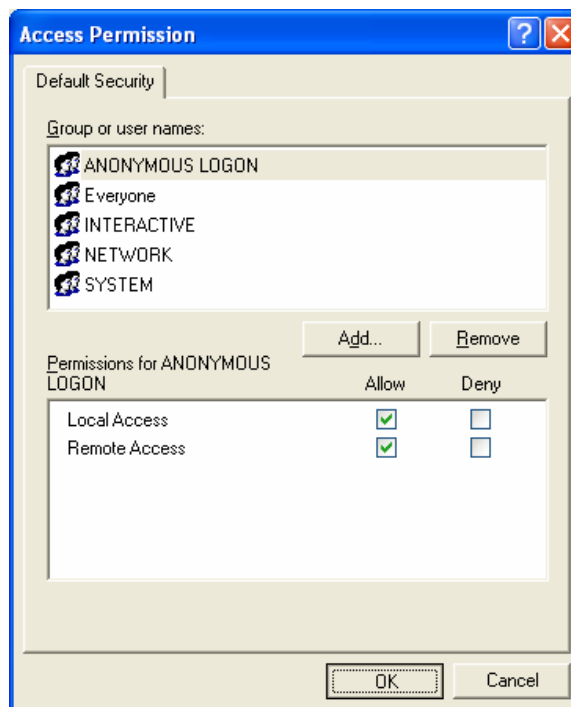 Access Permission
Default Security
Group or user names:
ANONYMOUS LOGON
Everyone
INTERACTIVE
NETWORK
SYSTEM
Add... Remove
Permissions for ANONYMOUS
LOGON Allow Deny
Local Access
Remote Access
OK Cancel